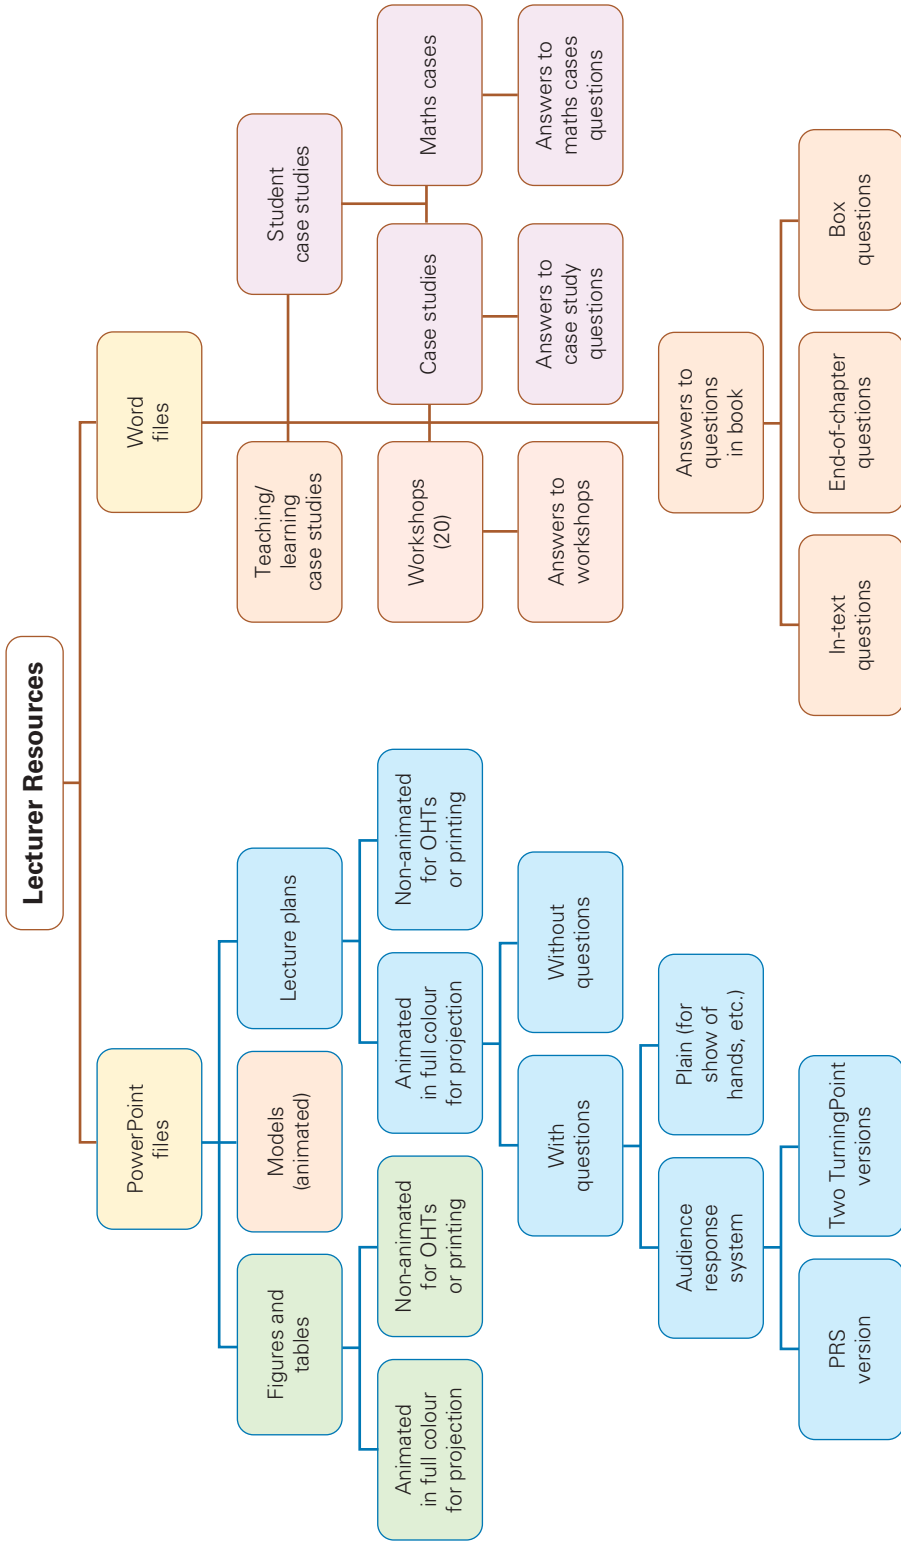 Lecturer Resources
PowerPoint
files
Word
files
Figures and
tables
Models
(animated)
Lecture plans
Teaching/
learning
case studies
Student
case studies
Animated
in full colour
for projection
Non-animated
for OHTs
or printing
Animated
in full colour
for projection
Non-animated
for OHTs
or printing
Workshops
(20)
Case studies
Maths cases
With
questions
Without
questions
Answers to
workshops
Answers to
case study
questions
Answers to
maths cases
questions
Audience
response
system
Plain (for
show of
hands, etc.)
Answers to
questions
in book
PRS
version
Two TurningPoint
versions
In-text
questions
End-of-chapter
questions
Box
questions